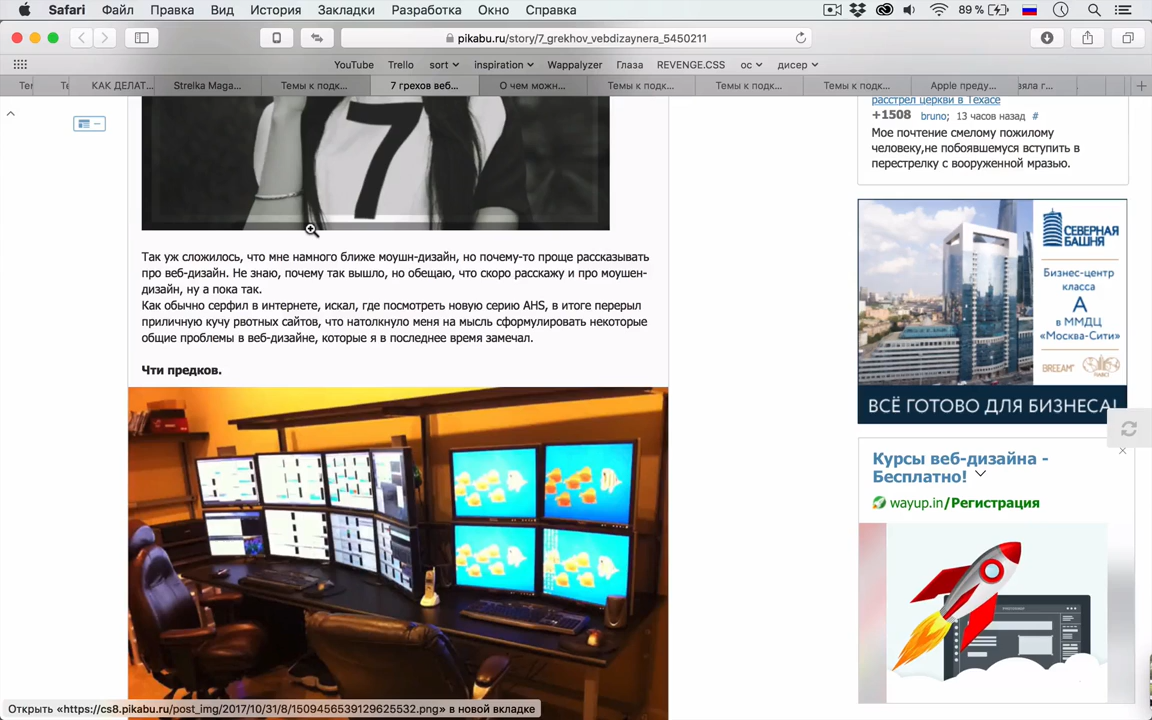 Safari Файл Правка Вид История Закладки Разработка Окно Справка 89 %
pikabu.ru/story/7_grekhov_vebdizaynera_5450211
YouTube Trello sort inspiration Wappalyzer Глаза REVENGE.CSS ос дисер
КАК ДЕЛАТ... Strelka Maga... Темы к подк... 7 грехов веб... О чем можн... Темы к подк... Темы к подк... Темы к подк... Apple преду...
расстрел церкви в Техасе
+1508 bruno; 13 часов назад #
Мое почтение смелому пожилому
человеку,не побоявшемуся вступить в
перестрелку с вооруженной мразью.
7
Так уж сложилось, что мне намного ближе моушн-дизайн, но почему-то проще рассказывать
про веб-дизайн. Не знаю, почему так вышло, но обещаю, что скоро расскажу и про моушен-
дизайн, ну а пока так.
Как обычно серфил в интернете, искал, где посмотреть новую серию AHS, в итоге перерыл
приличную кучу рвотных сайтов, что натолкнуло меня на мысль сформулировать некоторые
общие проблемы в веб-дизайне, которые я в последнее время замечал.
Чти предков.
СЕВЕРНАЯ
БАШНЯ
Бизнес-центр
класса
А
в ММДЦ
«Москва-Сити»
BREEAM
ВСЁ ГОТОВО ДЛЯ БИЗНЕСА!
Курсы веб-дизайна -
Бесплатно!
wayup.in/Регистрация
Открыть «https://cs8.pikabu.ru/post_img/2017/10/31/8/1509456539129625532.png» в новой вкладке